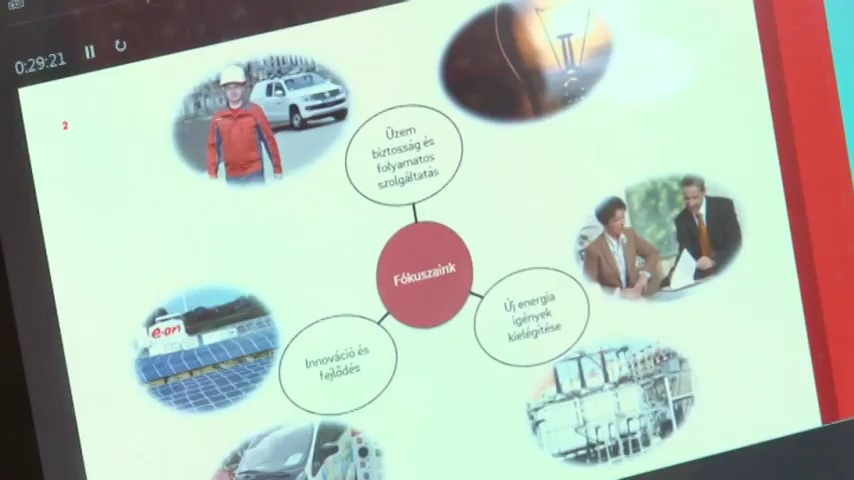 0:29:21
2
Üzem
biztosság és
folyamatos
szolgáltatás
Fókuszaink
Új energia
igények
kielégítése
Innováció és
fejlődés
e·on